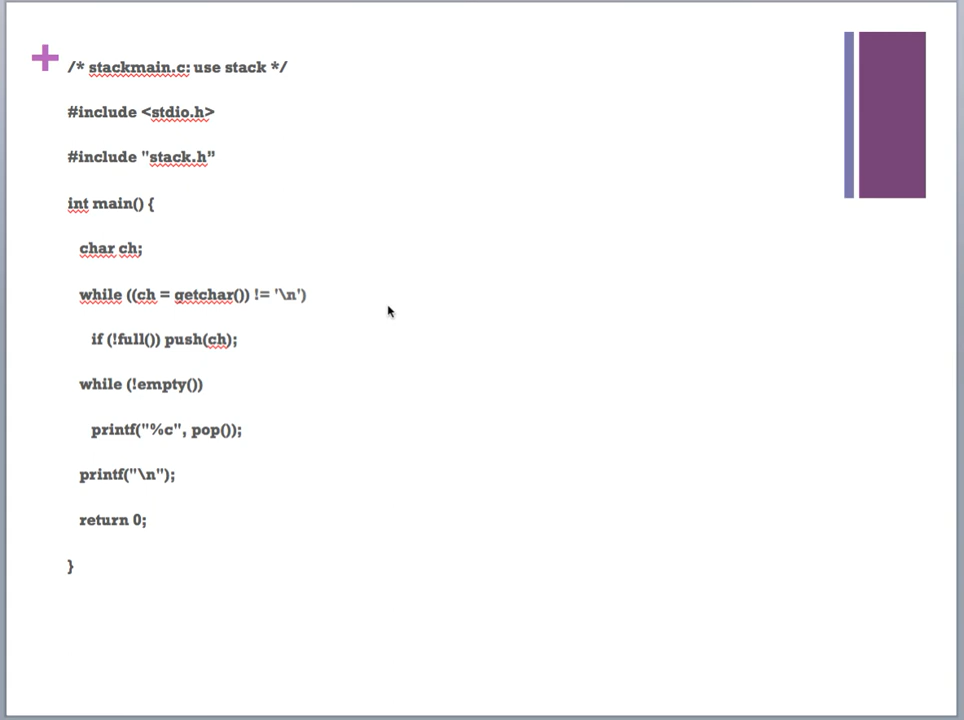 /* stackmain.c: use stack */
#include <stdio.h>
#include "stack.h”
int main() {
char ch;
while ((ch = getchar()) != '\n')
if (!full()) push(ch);
while (!empty())
printf("%c", pop());
printf("\n");
return 0;
}